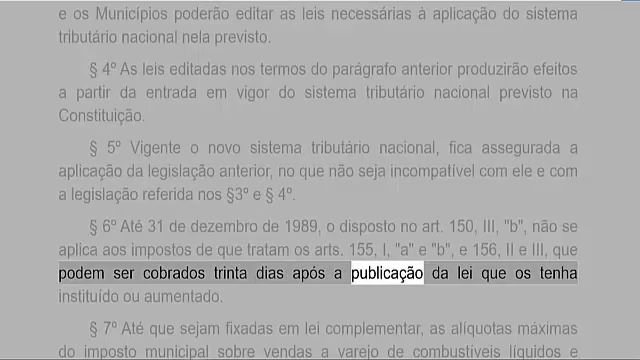 e os Municípios poderão editar as leis necessárias à aplicação do sistema
tributário nacional nela previsto.
§ 4º As leis editadas nos termos do parágrafo anterior produzirão efeitos
a partir da entrada em vigor do sistema tributário nacional previsto na
Constituição.
§ 5º Vigente o novo sistema tributário nacional, fica assegurada a
aplicação da legislação anterior, no que não seja incompatível com ele e com
a legislação referida nos §3º e § 4º.
§ 6º Até 31 de dezembro de 1989, o disposto no art. 150, III, "b", não se
aplica aos impostos de que tratam os arts. 155, I, "a" e "b", e 156, II e III, que
podem ser cobrados trinta dias após a publicação da lei que os tenha
instituído ou aumentado.
§ 7º Até que sejam fixadas em lei complementar, as alíquotas máximas
do imposto municipal sobre vendas a varejo de combustíveis líquidos e